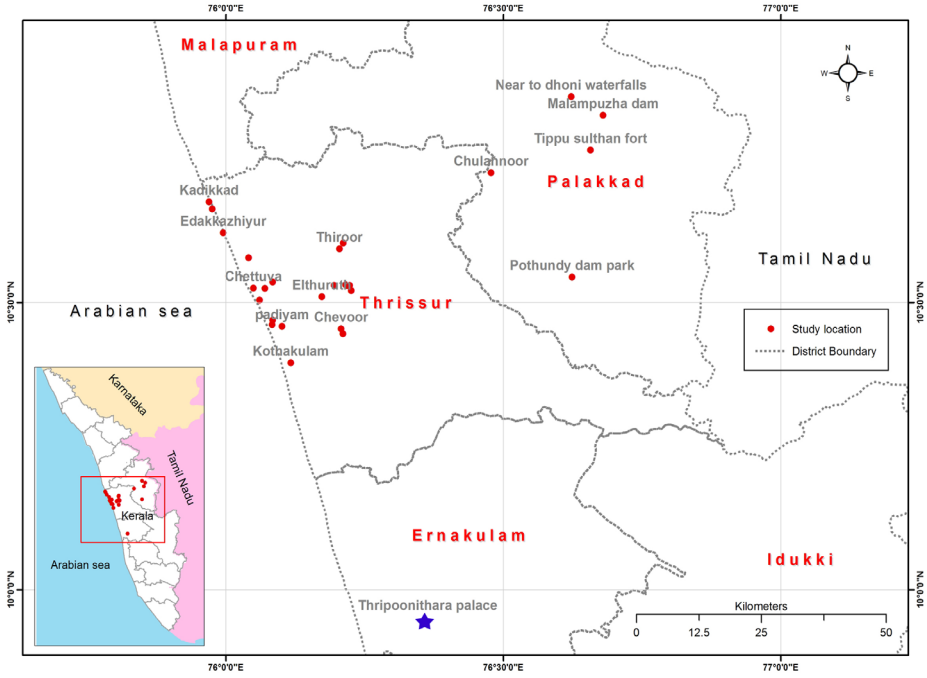 76°0'0"E
76°30'0"E
77°0'0"E
Malapuram
N
W
E
S
Near to dhoni waterfalls
Malampuzha dam
Tippu sulthan fort
Chulannoor
Palakkad
Kadikkad
Edakkazhiyur
Thiroor
Tamil Nadu
Pothundy dam park
Chettuva
Elthuruth
Thrissur
10°30'0"N
10°30'0"N
Arabian sea
padiyam
Chevoor
Study location
District Boundary
Kothakulam
Karnataka
Tamil Nadu
Kerala
Arabian sea
Ernakulam
Idukki
10°0'0"N
10°0'0"N
Thripoonithara palace
Kilometers
0 12.5 25 50
76°0'0"E
76°30'0"E
77°0'0"E